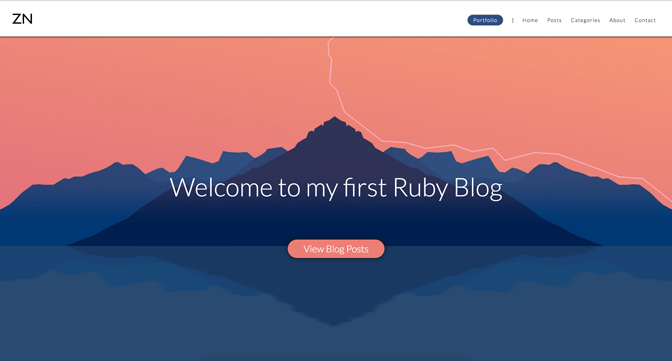 ZN
Portfolio | Home Posts Categories About Contact
Welcome to my first Ruby Blog
View Blog Posts